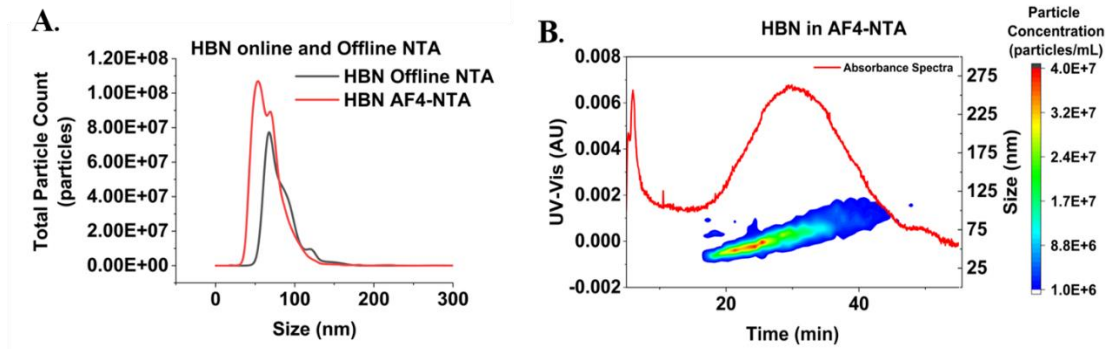 A.
HBN online and Offline NTA
HBN Offline NTA
HBN AF4-NTA
Total Particle Count
(particles)
1.20E+08
1.00E+08
8.00E+07
6.00E+07
4.00E+07
2.00E+07
0.00E+00
0 100 200 300
Size (nm)
B.
HBN in AF4-NTA
Absorbance Spectra
UV-Vis (AU)
0.008
0.006
0.004
0.002
0.000
-0.002
20 40
Time (min)
275
225
175
125
75
25
Size (nm)
Particle
Concentration
(particles/mL)
4.0E+7
3.2E+7
2.4E+7
1.6E+7
8.8E+6
1.0E+6